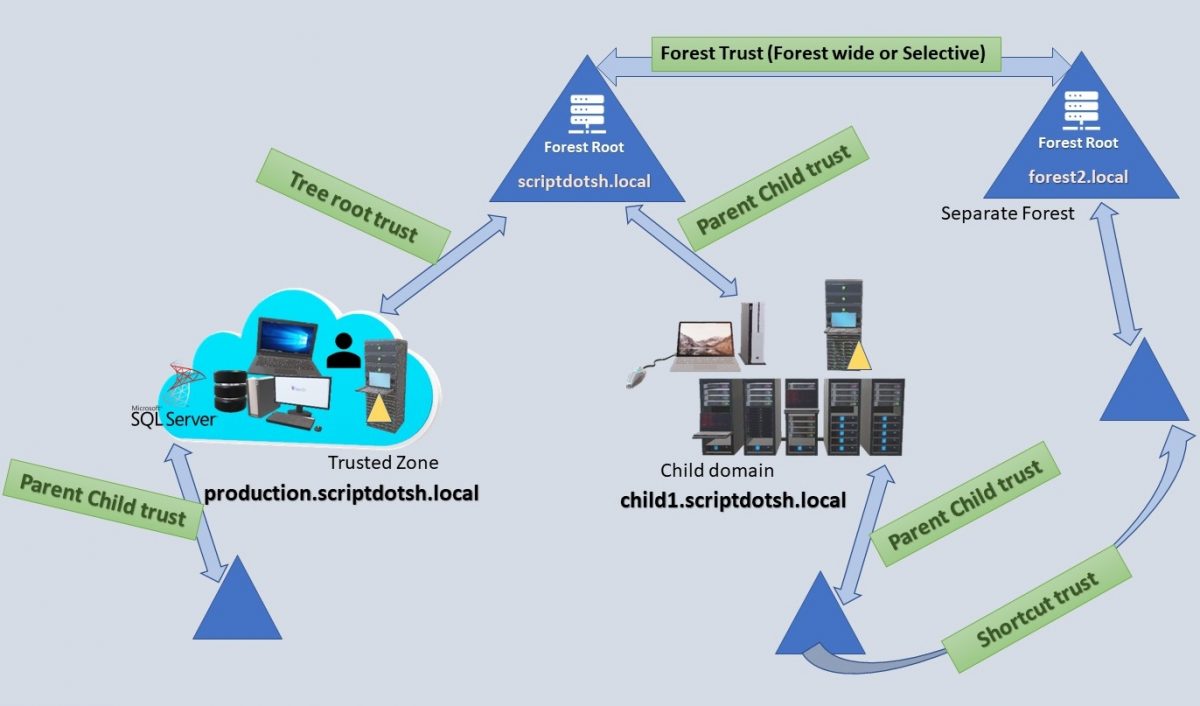 Forest Trust (Forest wide or Selective)
Forest Root
scriptdotsh.local
Forest Root
forest2.local
Separate Forest
Tree root trust
Parent Child trust
Microsoft®
SQL Server
Trusted Zone
production.scriptdotsh.local
Child domain
child1.scriptdotsh.local
Parent Child trust
Parent Child trust
Shortcut trust